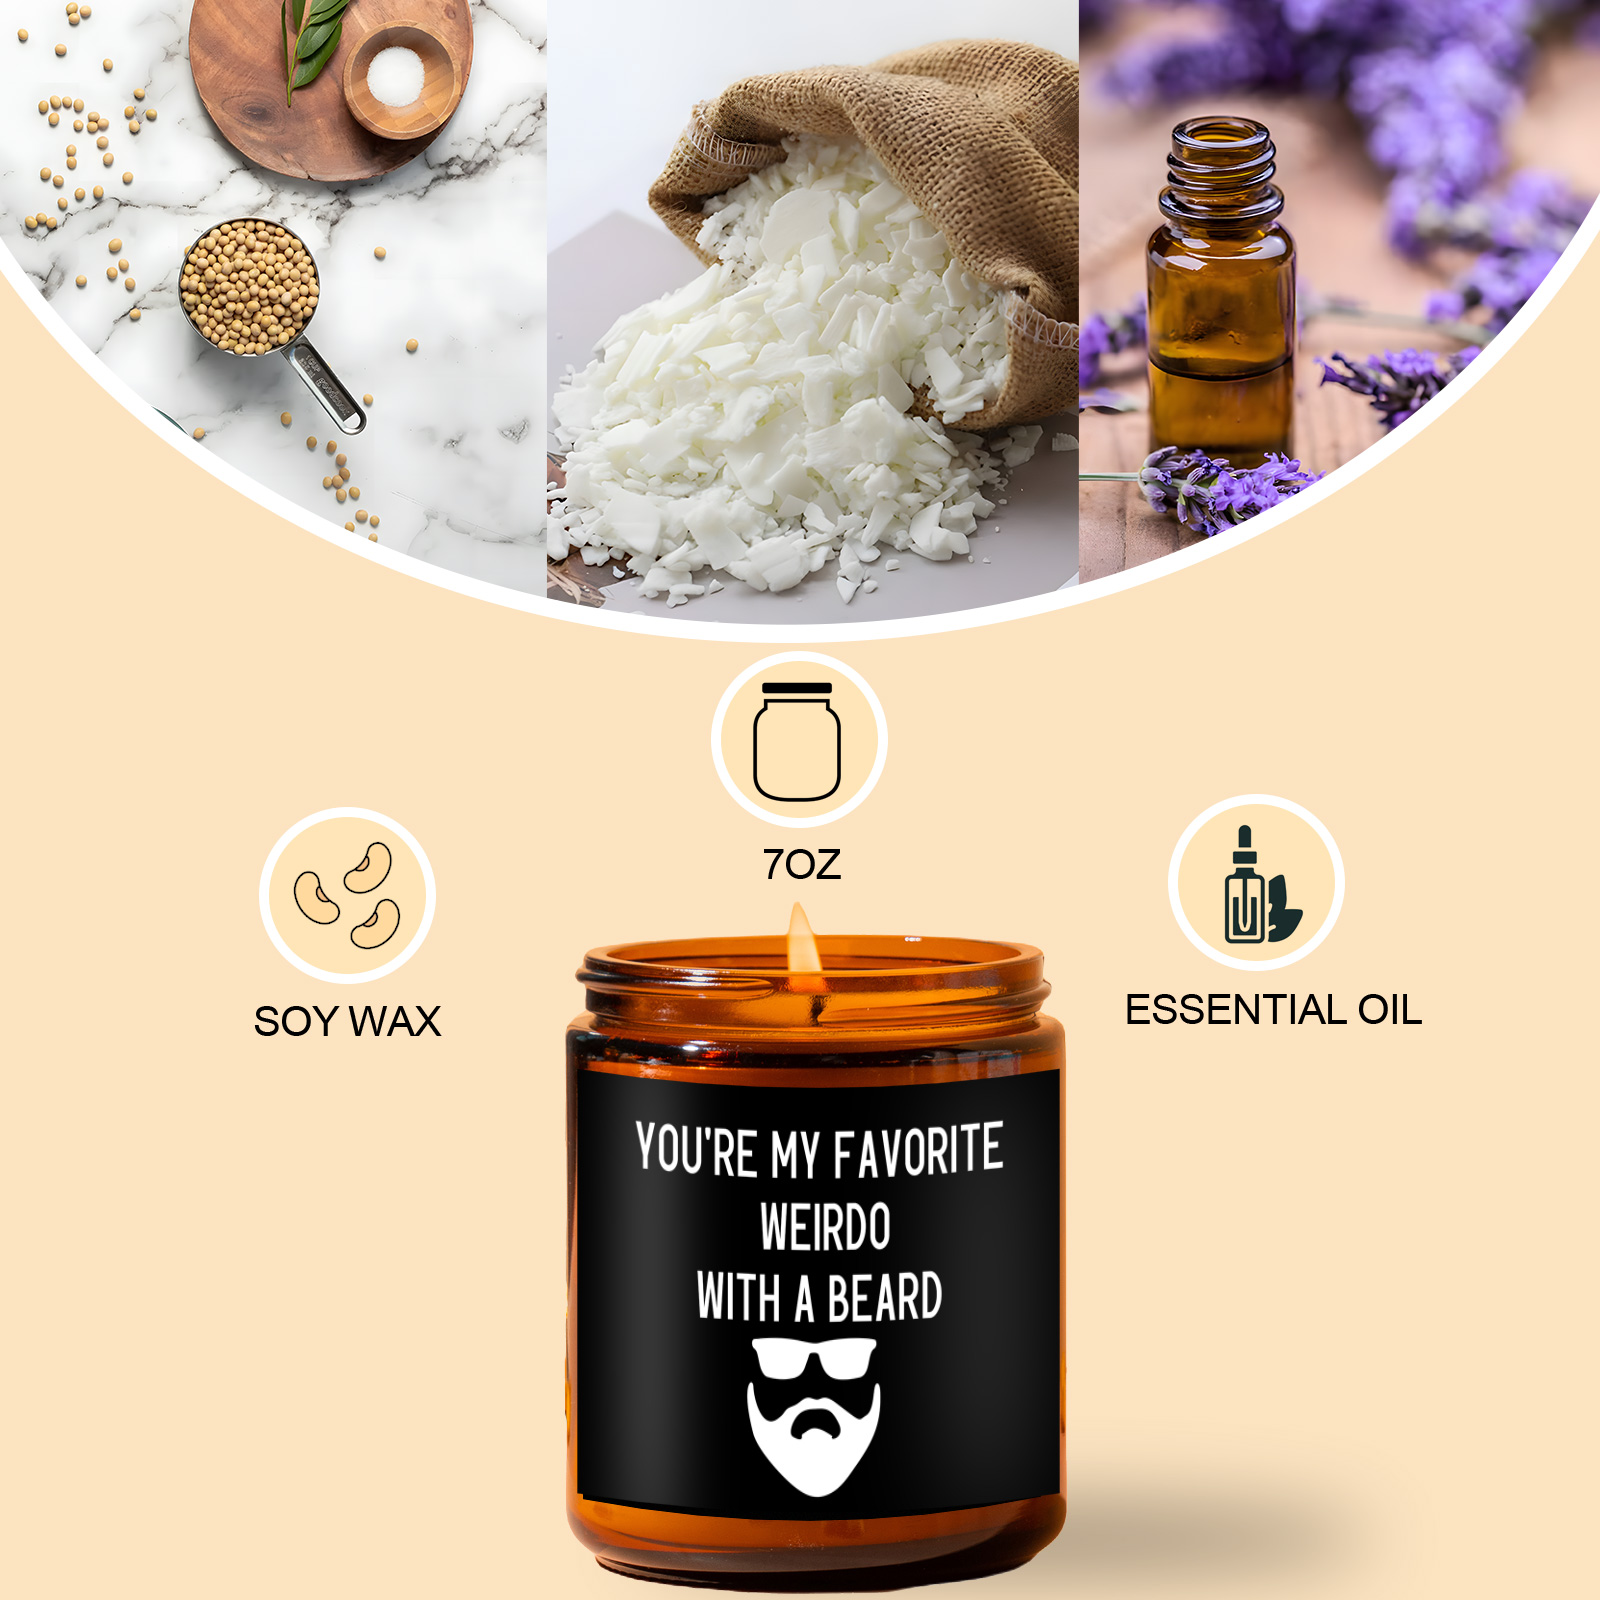 7OZ
SOY WAX
ESSENTIAL OIL
YOU'RE MY FAVORITE
WEIRDO
WITH A BEARD